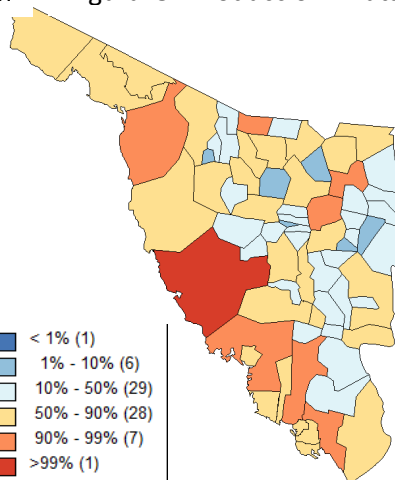 < 1% (1)
1% - 10% (6)
10% - 50% (29)
50% - 90% (28)
90% - 99% (7)
>99% (1)